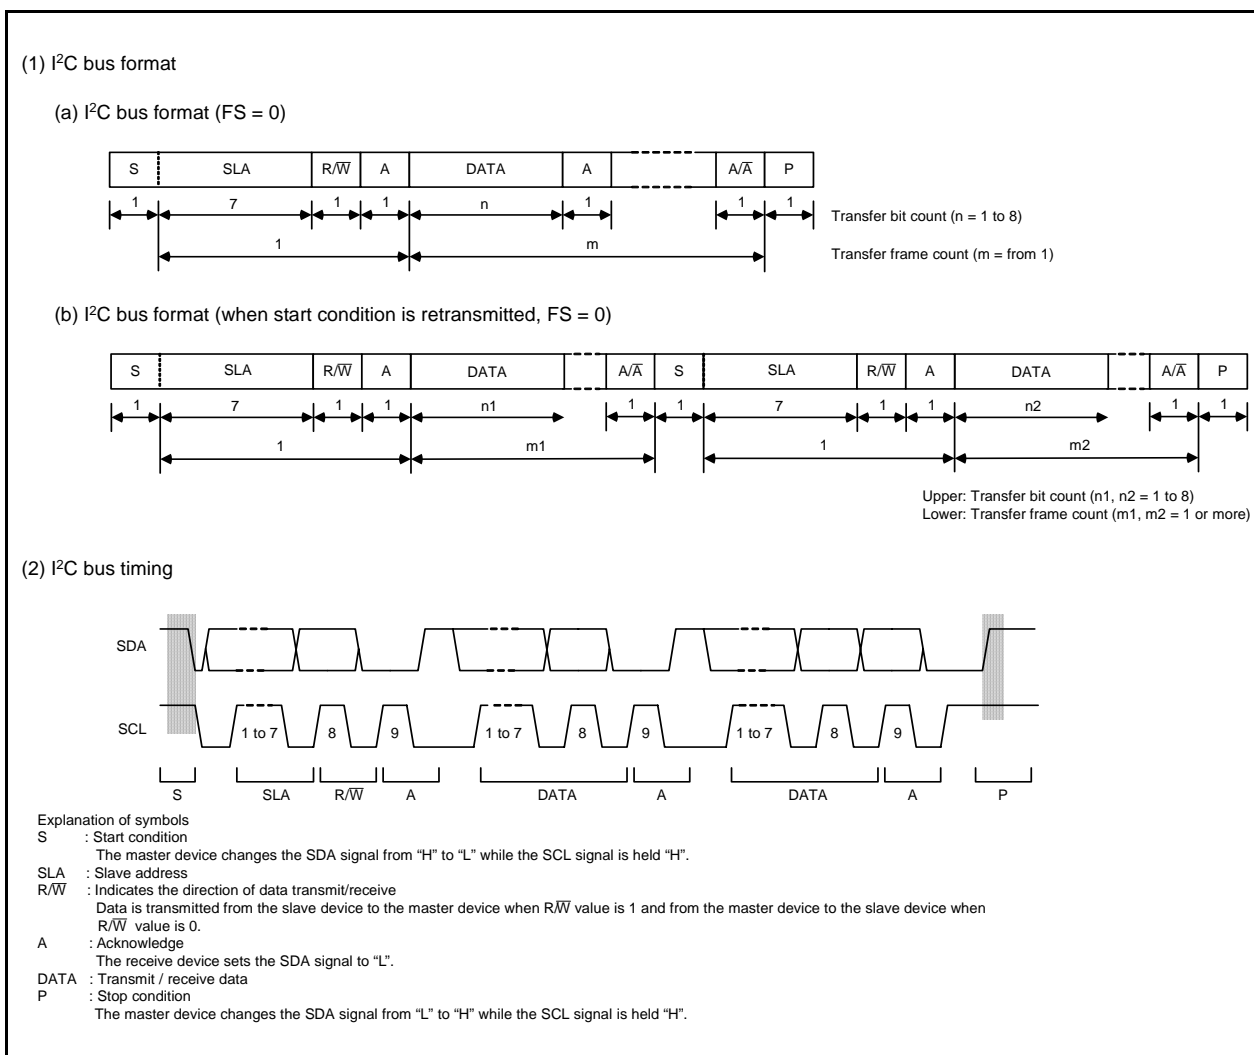 (1) I²C bus format
(a) I²C bus format (FS = 0)
S SLA R/W̅ A DATA A A/A̅ P
1 7 1 1 n 1 1 1
Transfer bit count (n = 1 to 8)
1 m
Transfer frame count (m = from 1)
(b) I²C bus format (when start condition is retransmitted, FS = 0)
S SLA R/W̅ A DATA A/A̅ S SLA R/W̅ A DATA A/A̅ P
1 7 1 1 n1 1 1 7 1 1 n2 1 1
1 m1 1 m2
Upper: Transfer bit count (n1, n2 = 1 to 8)
Lower: Transfer frame count (m1, m2 = 1 or more)
(2) I²C bus timing
SDA
SCL 1 to 7 8 9 1 to 7 8 9 1 to 7 8 9
S SLA R/W̅ A DATA A DATA A P
Explanation of symbols
S : Start condition
The master device changes the SDA signal from “H” to “L” while the SCL signal is held “H”.
SLA : Slave address
R/W̅ : Indicates the direction of data transmit/receive
Data is transmitted from the slave device to the master device when R/W̅ value is 1 and from the master device to the slave device when
R/W̅ value is 0.
A : Acknowledge
The receive device sets the SDA signal to “L”.
DATA : Transmit / receive data
P : Stop condition
The master device changes the SDA signal from “L” to “H” while the SCL signal is held “H”.